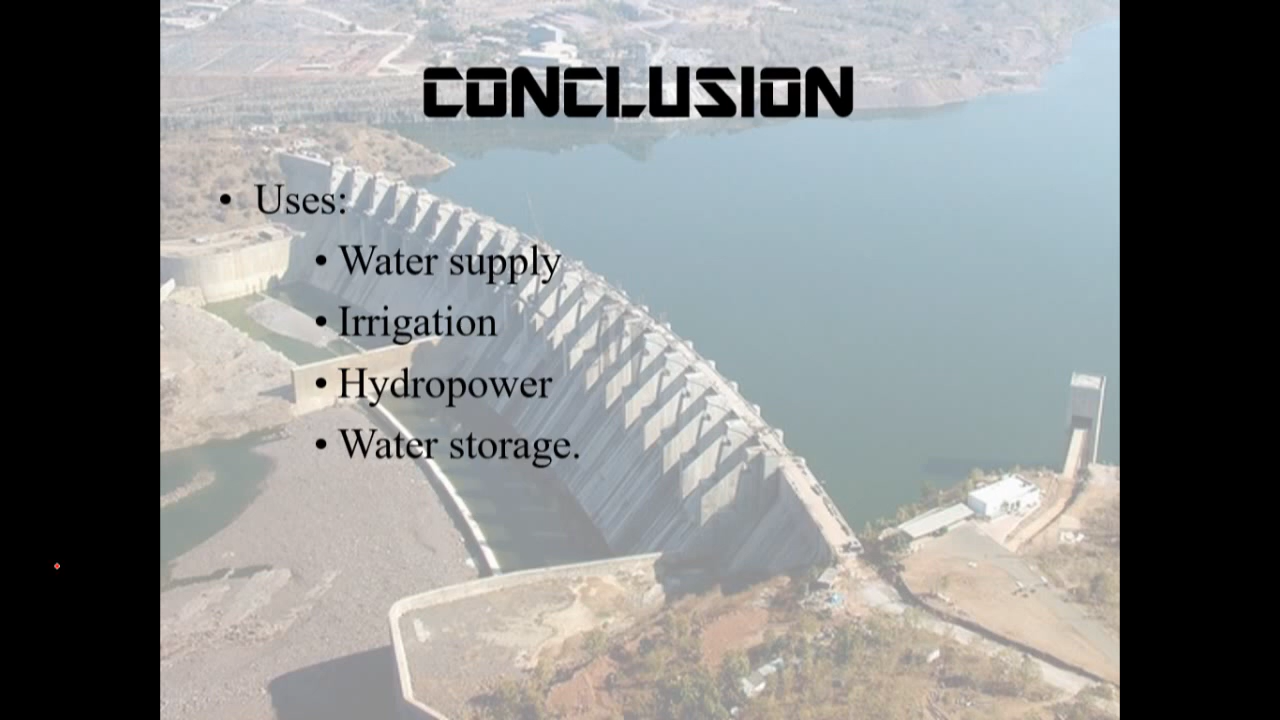 CONCLUSION
• Uses:
• Water supply
• Irrigation
• Hydropower
• Water storage.